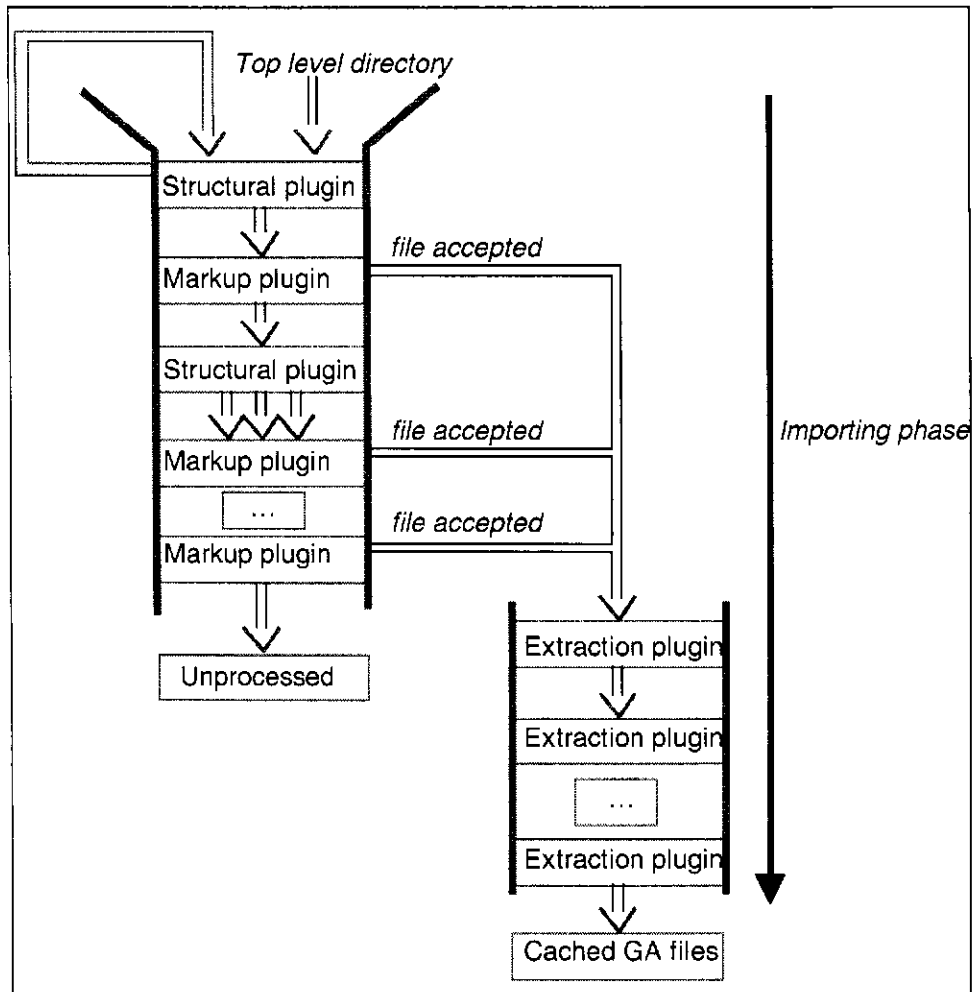 Top level directory
Structural plugin
file accepted
Markup plugin
Structural plugin
file accepted
Markup plugin
Importing phase
...
file accepted
Markup plugin
Extraction plugin
Unprocessed
Extraction plugin
...
Extraction plugin
Cached GA files